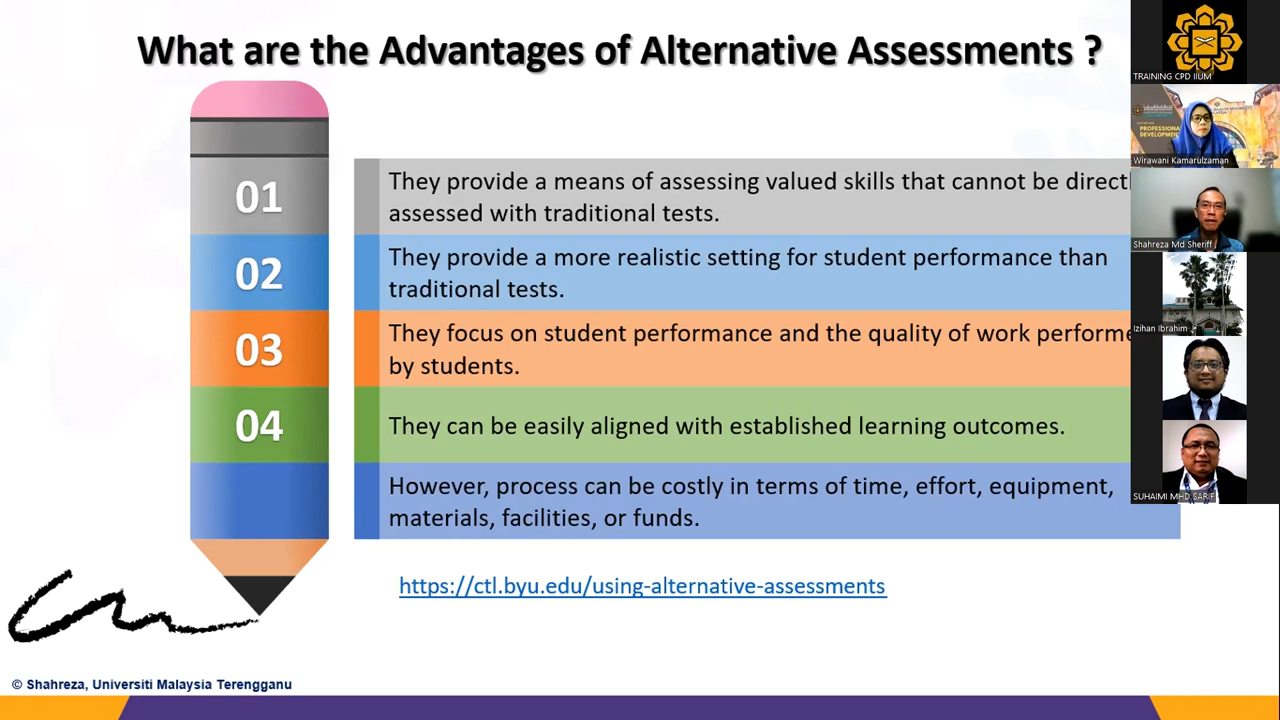 What are the Advantages of Alternative Assessments ?
TRAINING CPD IIUM
PROFESSIONAL
DEVELOPMENT
Wirawani Kamarulzaman
Shahreza Md Sheriff
Izihan Ibrahim
SUHAIMI MHD SARIF
01
They provide a means of assessing valued skills that cannot be directl
assessed with traditional tests.
02
They provide a more realistic setting for student performance than
traditional tests.
03
They focus on student performance and the quality of work performe
by students.
04
They can be easily aligned with established learning outcomes.
However, process can be costly in terms of time, effort, equipment,
materials, facilities, or funds.
https://ctl.byu.edu/using-alternative-assessments
© Shahreza, Universiti Malaysia Terengganu